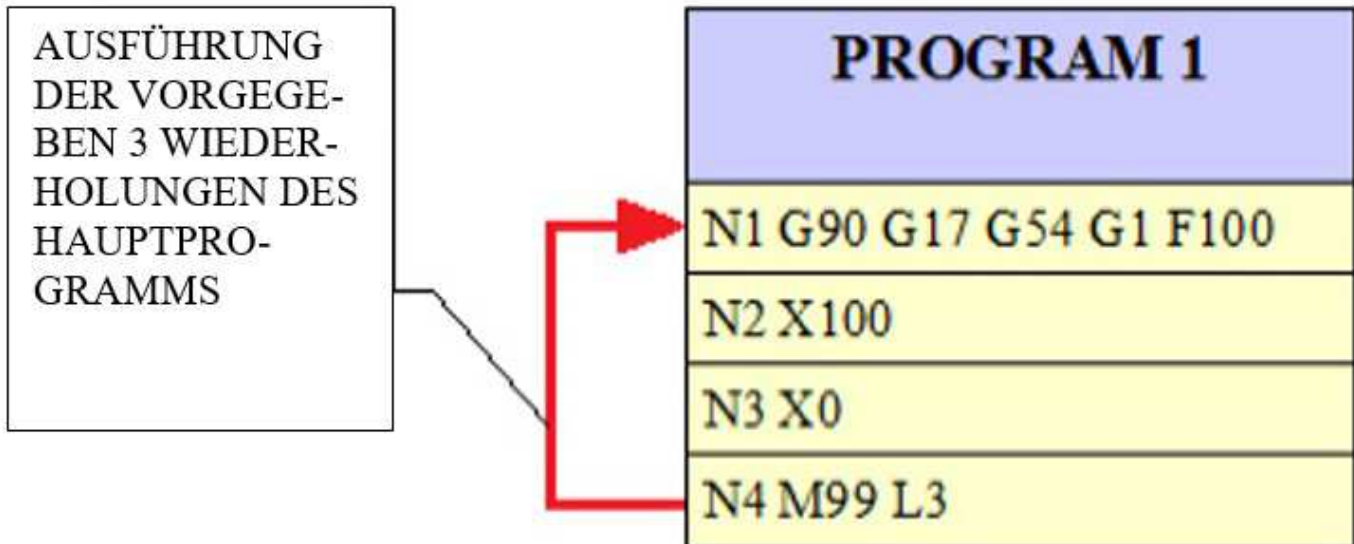 AUSFÜHRUNG
DER VORGEGE-
BEN 3 WIEDER-
HOLUNGEN DES
HAUPTPRO-
GRAMMS
PROGRAM 1
N1 G90 G17 G54 G1 F100
N2 X100
N3 X0
N4 M99 L3